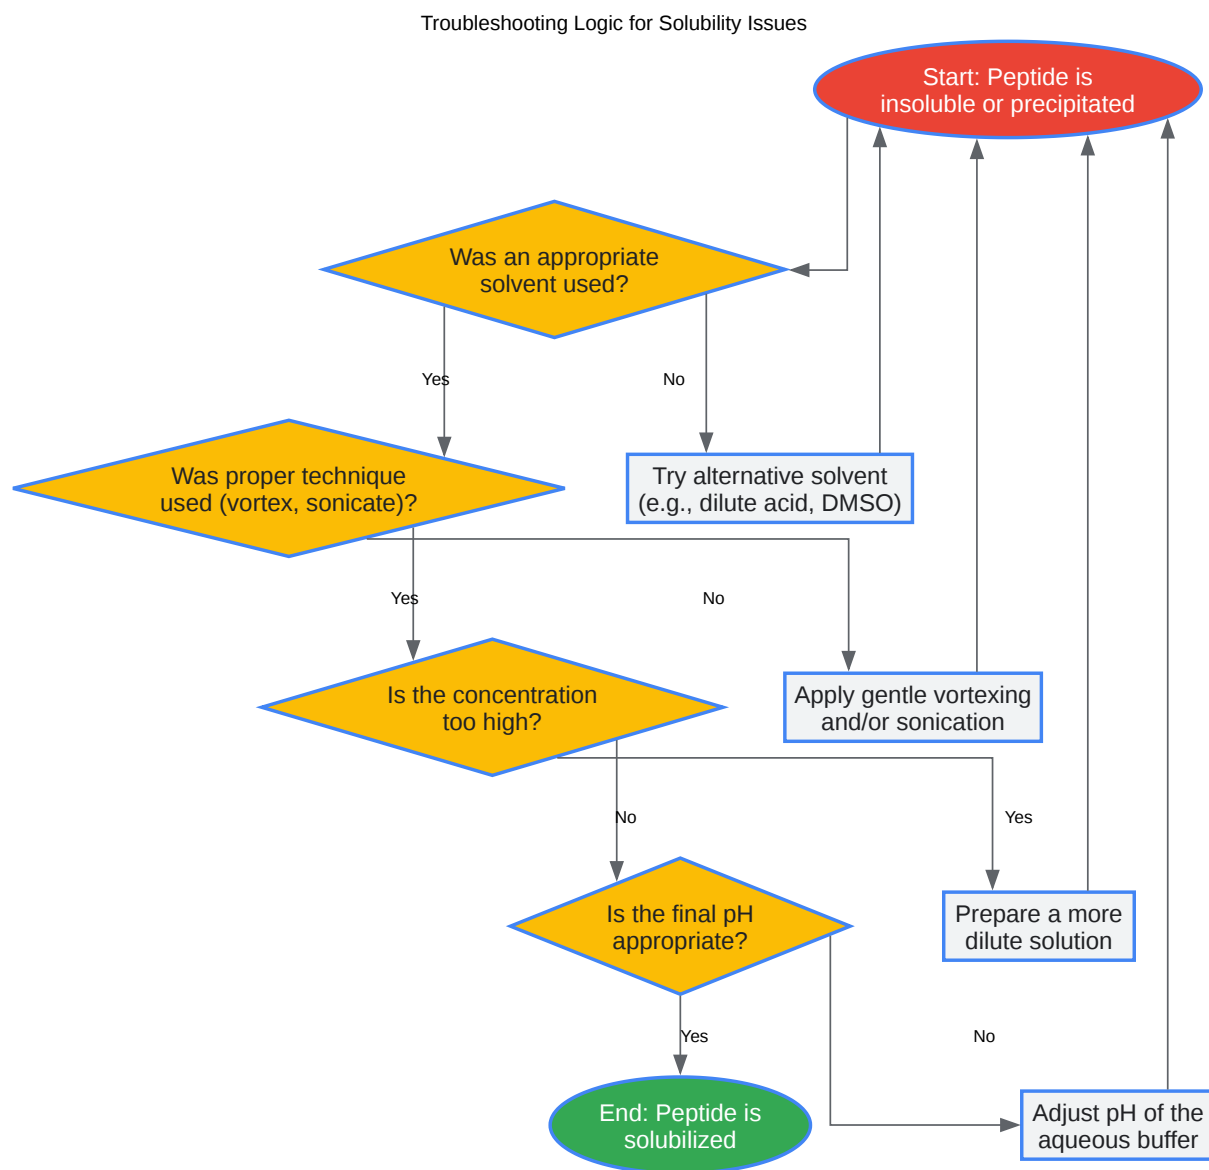 Troubleshooting Logic for Solubility Issues
Start: Peptide is
insoluble or precipitated
Was an appropriate
solvent used?
Yes
No
Was proper technique
used (vortex, sonicate)?
Try alternative solvent
(e.g., dilute acid, DMSO)
Yes
No
Is the concentration
too high?
Apply gentle vortexing
and/or sonication
No
Yes
Is the final pH
appropriate?
Prepare a more
dilute solution
Yes
No
End: Peptide is
solubilized
Adjust pH of the
aqueous buffer